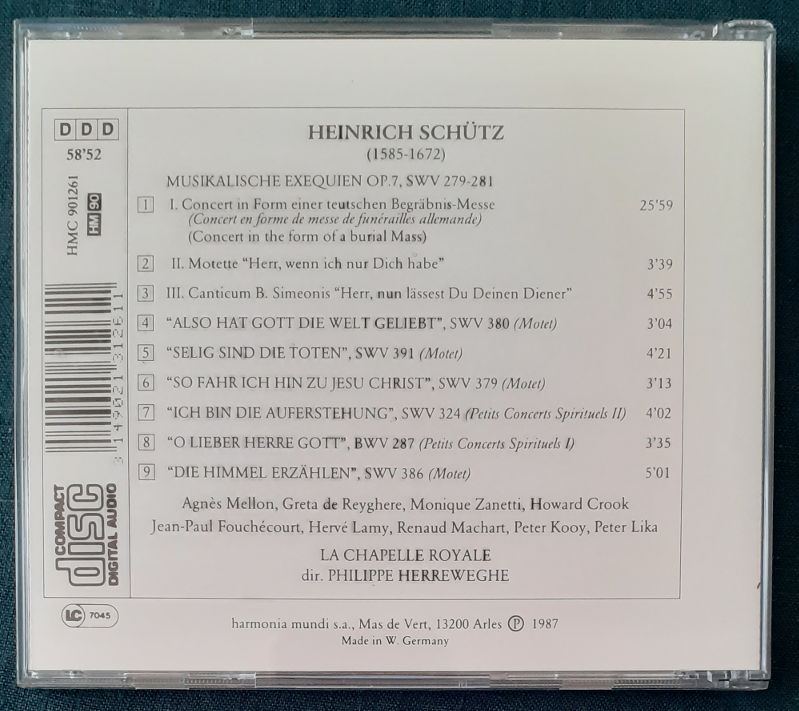 DDD
58'52
HMC 901261
HM 90
3 149021 312611
COMPACT
disc
DIGITAL AUDIO
LC 7045
HEINRICH SCHÜTZ
(1585-1672)
MUSIKALISCHE EXEQUIEN OP.7, SWV 279-281
1 I. Concert in Form einer teutschen Begräbnis-Messe 25'59
(Concert en forme de messe de funérailles allemande)
(Concert in the form of a burial Mass)
2 II. Motette “Herr, wenn ich nur Dich habe” 3'39
3 III. Canticum B. Simeonis “Herr, nun lässest Du Deinen Diener” 4'55
4 “ALSO HAT GOTT DIE WELT GELIEBT”, SWV 380 (Motet) 3'04
5 “SELIG SIND DIE TOTEN”, SWV 391 (Motet) 4'21
6 “SO FAHR ICH HIN ZU JESU CHRIST”, SWV 379 (Motet) 3'13
7 “ICH BIN DIE AUFERSTEHUNG”, SWV 324 (Petits Concerts Spirituels II) 4'02
8 “O LIEBER HERRE GOTT”, BWV 287 (Petits Concerts Spirituels I) 3'35
9 “DIE HIMMEL ERZÄHLEN”, SWV 386 (Motet) 5'01
Agnès Mellon, Greta de Reyghere, Monique Zanetti, Howard Crook
Jean-Paul Fouchécourt, Hervé Lamy, Renaud Machart, Peter Kooy, Peter Lika
LA CHAPELLE ROYALE
dir. PHILIPPE HERREWEGHE
harmonia mundi s.a., Mas de Vert, 13200 Arles ℗ 1987
Made in W. Germany